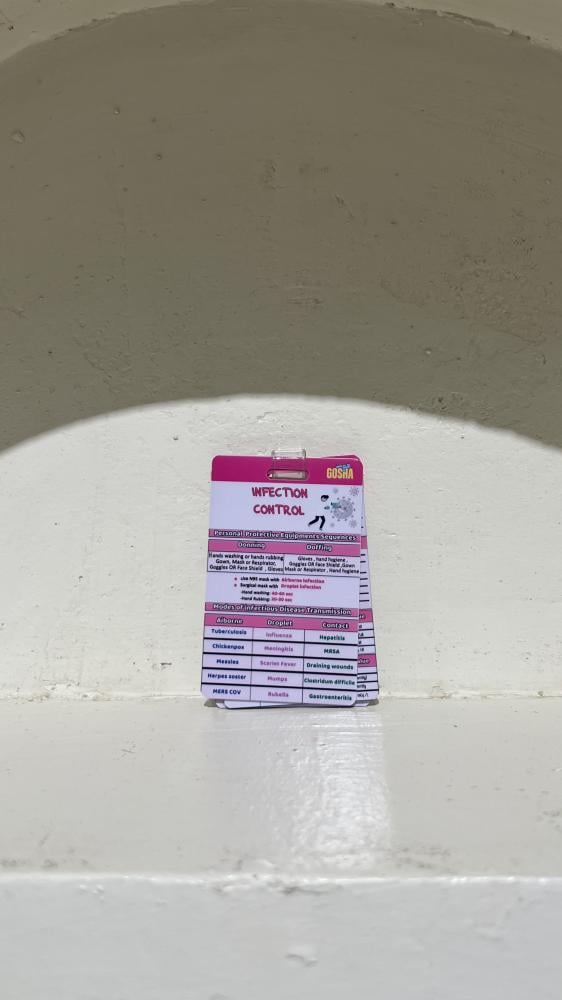 GOSHA
INFECTION
CONTROL
Personal Protective Equipments Sequences
Donning Doffing
Hands washing or hands rubbing
Gown, Mask or Respirator,
Goggles OR Face Shield , Gloves
Gloves , hand hygiene ,
Goggles OR Face Shield ,Gown
Mask or Respirator , Hand hygiene
Use N95 mask with Airborne Infection
Surgical mask with Droplet Infection
-Hand washing: 40-60 sec
-Hand Rubbing: 20-30 sec
Modes of Infectious Disease Transmission
Airborne Droplet Contact
Tuberculosis Influenza Hepatitis
Chickenpox Meningitis MRSA
Measles Scarlet Fever Draining wounds
Herpes zoster Mumps Clostridum difficile
MERS COV Rubella Gastroenteritis